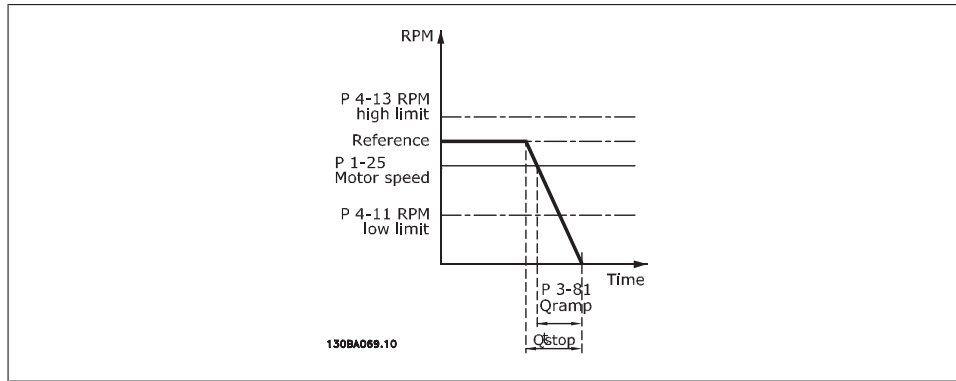 RPM
P 4-13 RPM
high limit
Reference
P 1-25
Motor speed
P 4-11 RPM
low limit
Time
P 3-81
Qramp
Qstop
130BA069.10